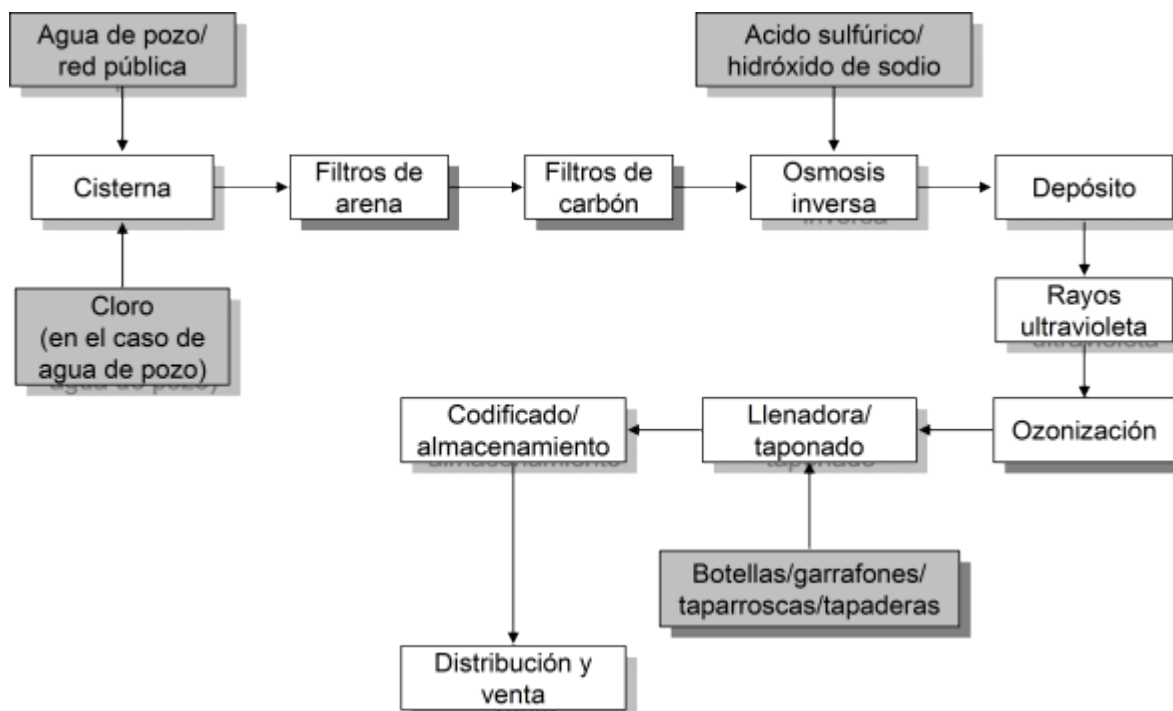 Agua de pozo/
red pública
Acido sulfúrico/
hidróxido de sodio
Cisterna
Filtros de
arena
Filtros de
carbón
Osmosis
inversa
Depósito
Cloro
(en el caso de
agua de pozo)
Rayos
ultravioleta
Codificado/
almacenamiento
Llenadora/
taponado
Ozonización
Botellas/garrafones/
taparroscas/tapaderas
Distribución y
venta